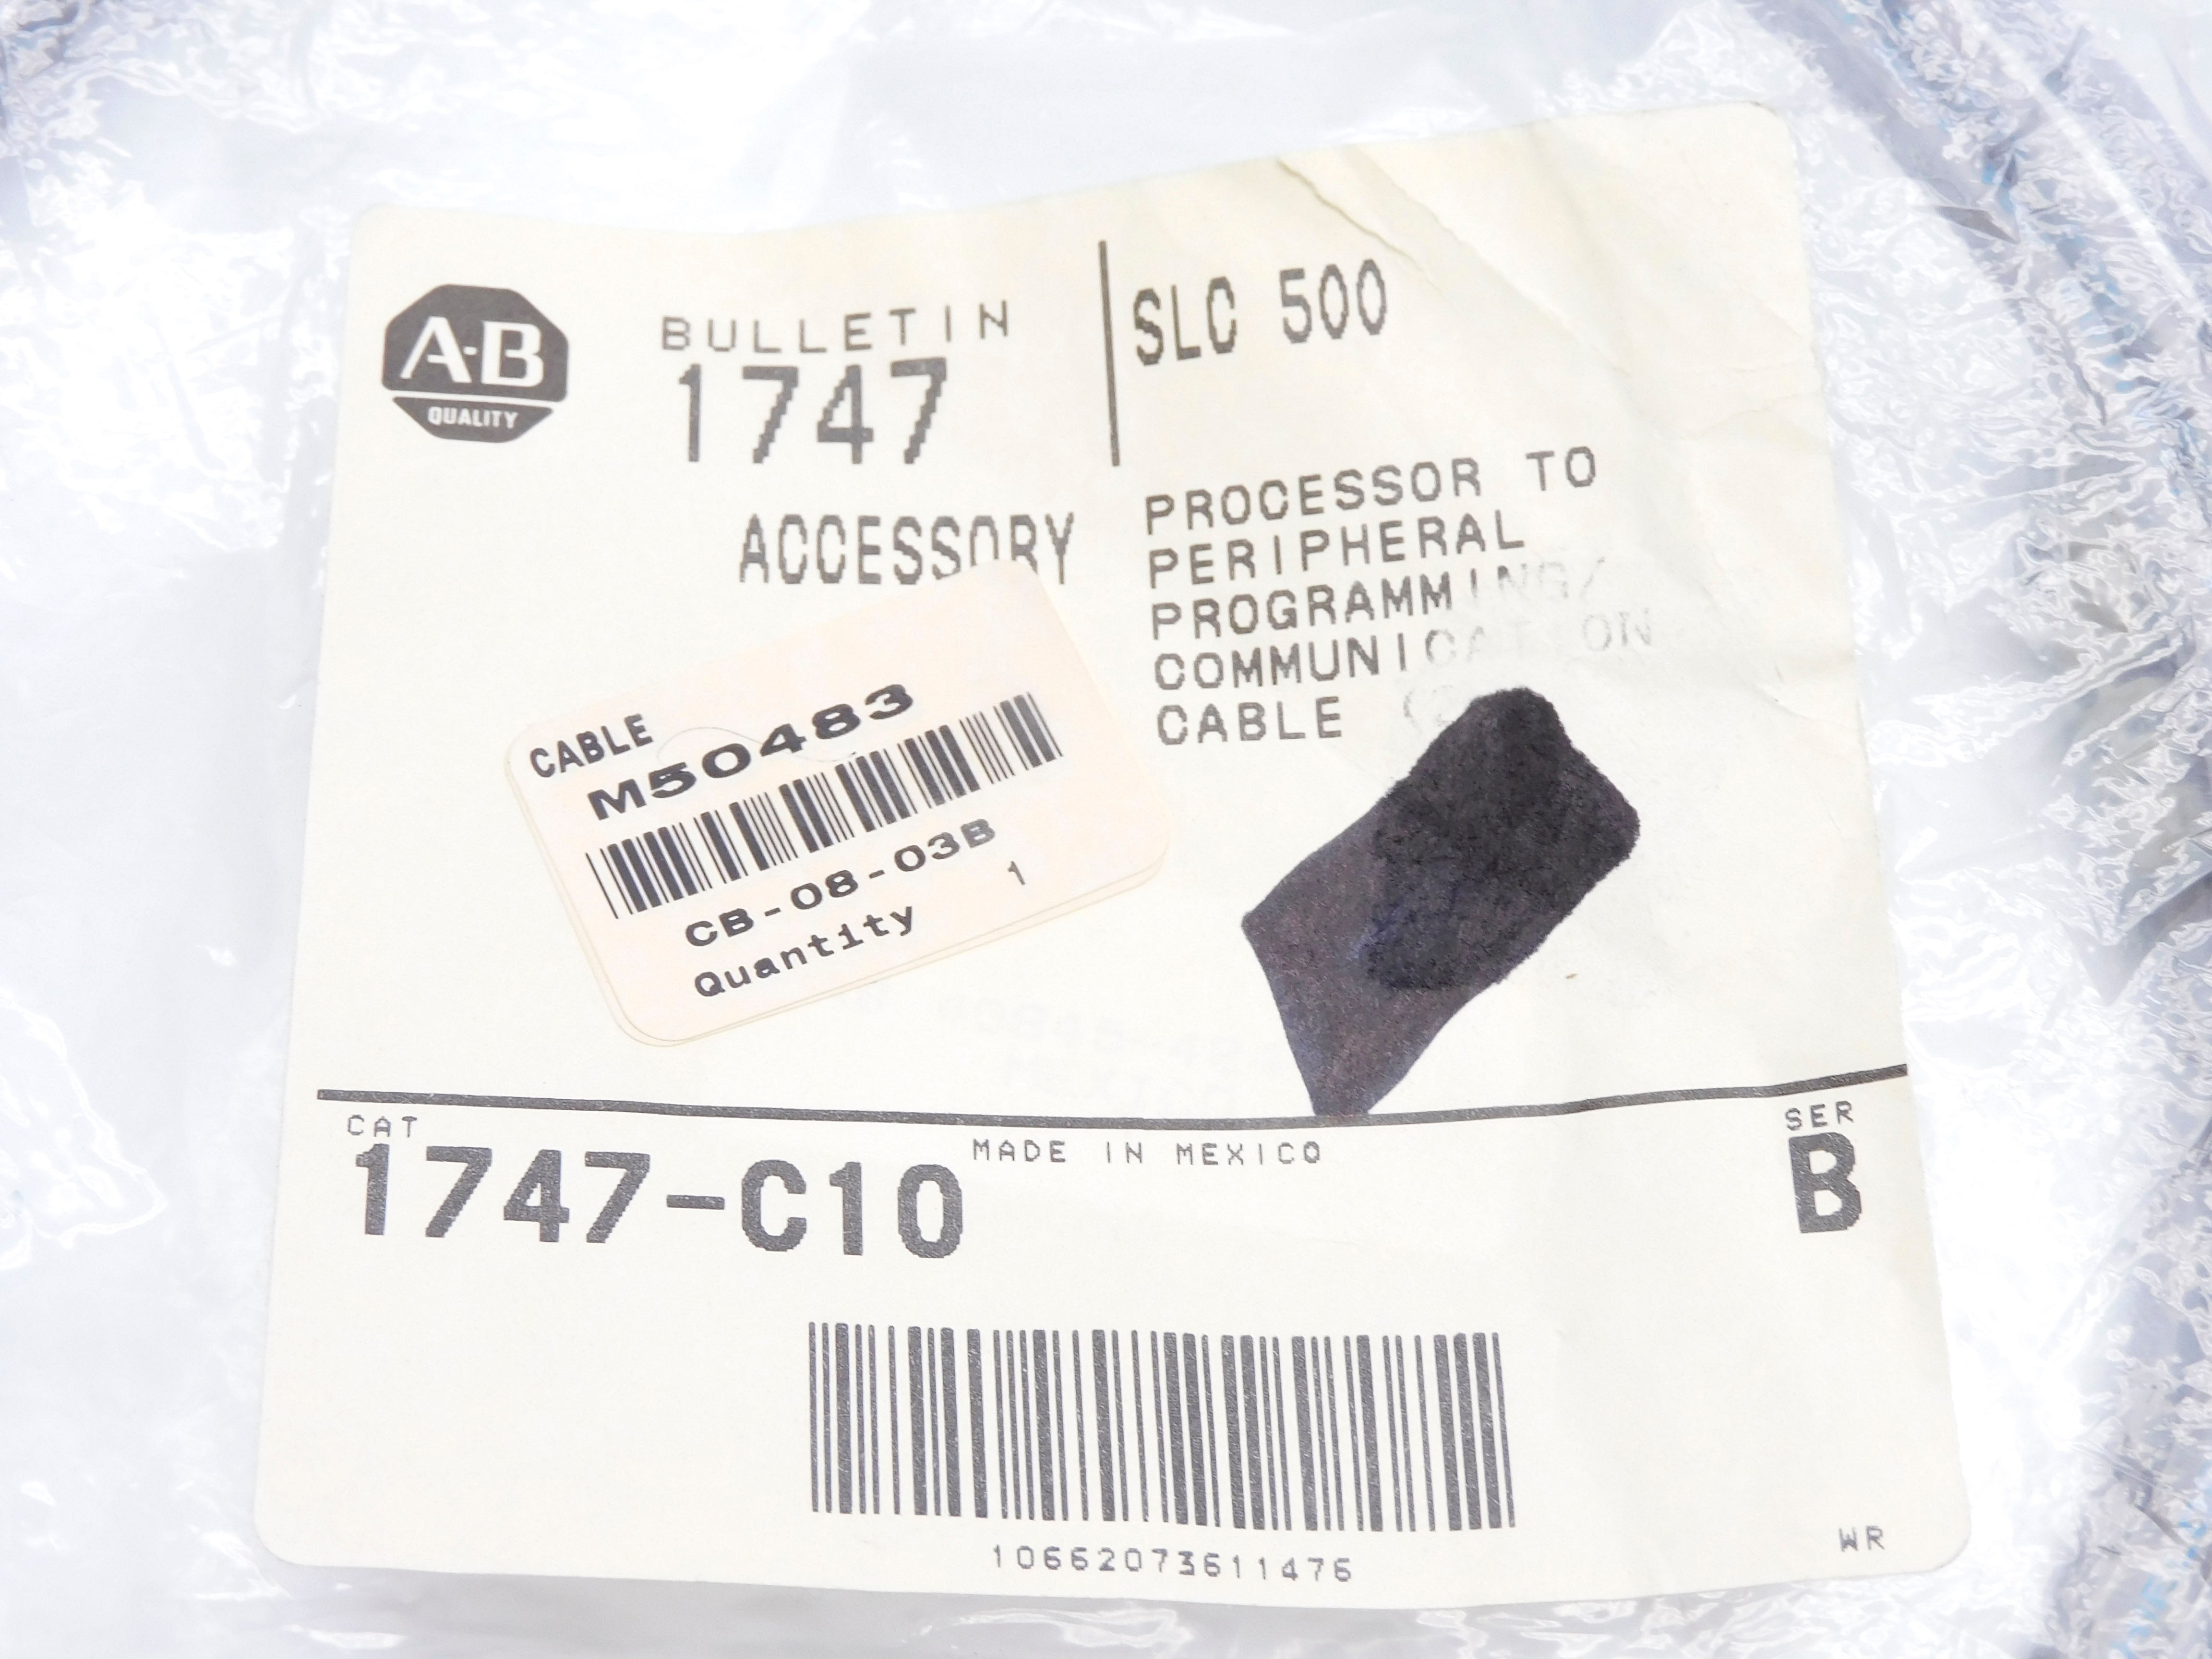 A-B
QUALITY
BULLETIN
1747
SLC 500
ACCESSORY
PROCESSOR TO
PERIPHERAL
PROGRAMMING/
COMMUNICATION
CABLE
CABLE
M50483
CB-08-03B
Quantity 1
CAT
1747-C10
MADE IN MEXICO
SER
B
10662073611476
WR